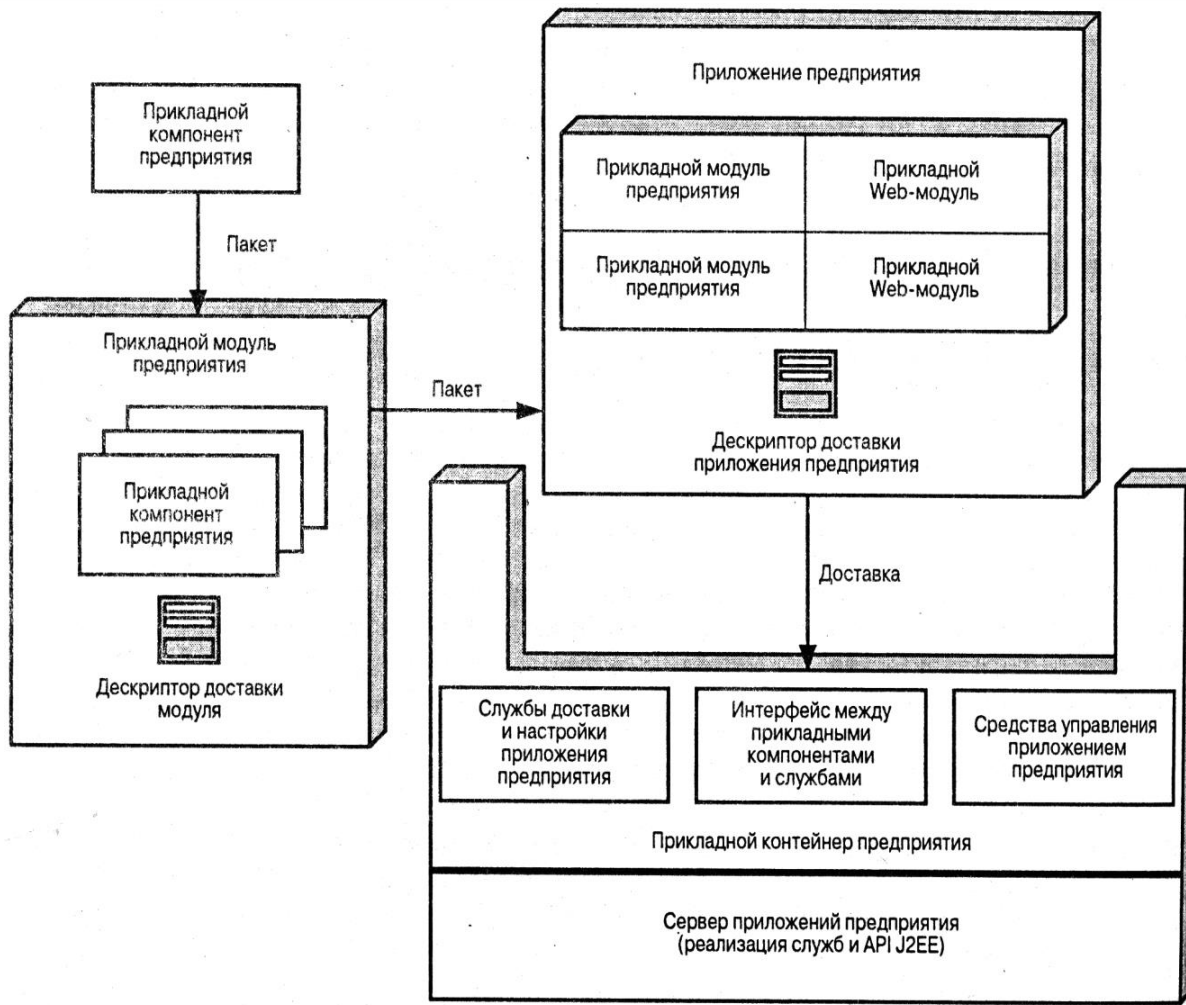 Прикладной
компонент
предприятия
Пакет
Прикладной модуль
предприятия
Прикладной
компонент
предприятия
Дескриптор доставки
модуля
Пакет
Приложение предприятия
Прикладной модуль
предприятия
Прикладной
Web-модуль
Прикладной модуль
предприятия
Прикладной
Web-модуль
Дескриптор доставки
приложения предприятия
Доставка
Службы доставки
и настройки
приложения
предприятия
Интерфейс между
прикладными
компонентами
и службами
Средства управления
приложением
предприятия
Прикладной контейнер предприятия
Сервер приложений предприятия
(реализация служб и API J2EE)